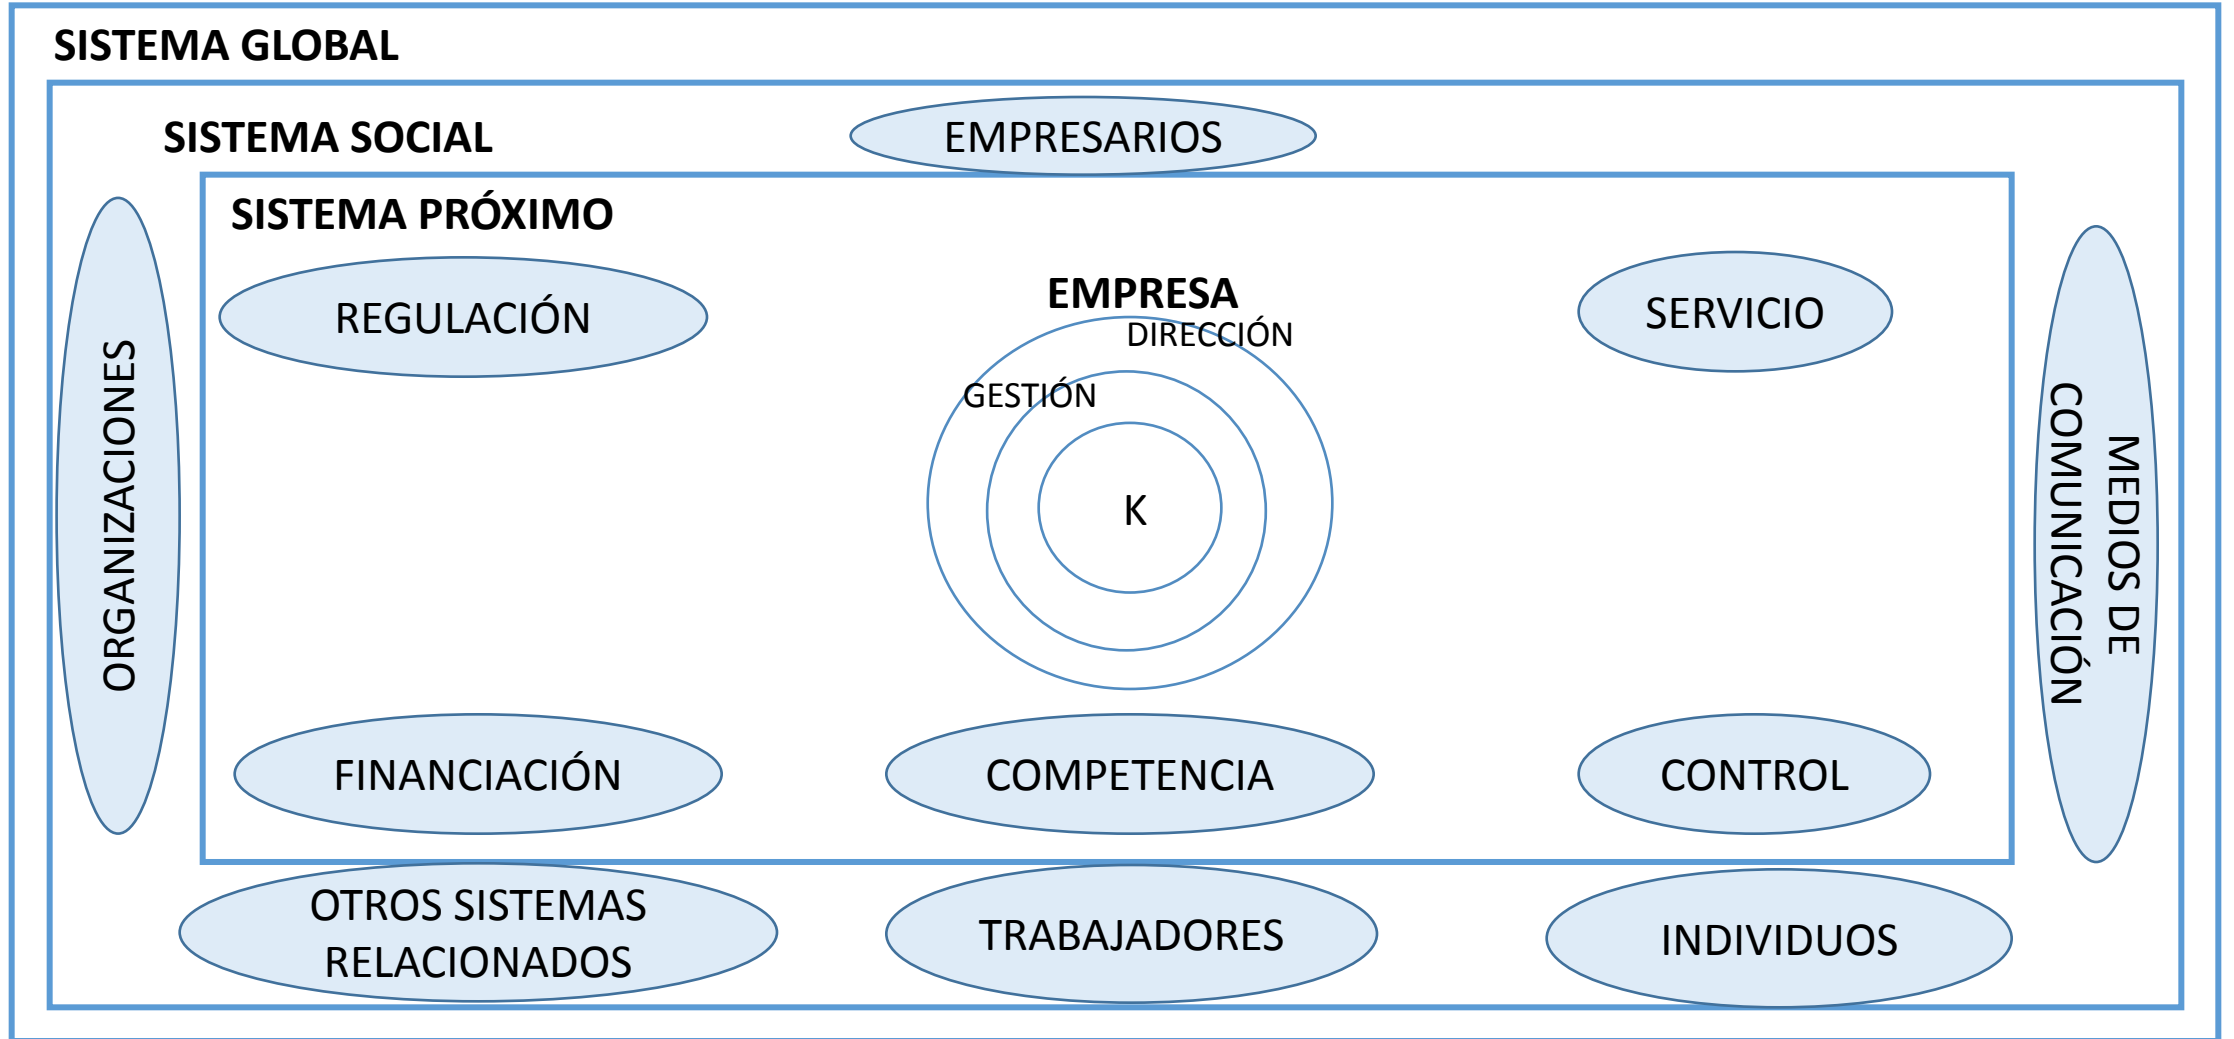 SISTEMA GLOBAL
SISTEMA SOCIAL
EMPRESARIOS
SISTEMA PRÓXIMO
REGULACIÓN
EMPRESA
DIRECCIÓN
GESTIÓN
K
SERVICIO
ORGANIZACIONES
MEDIOS DE
COMUNICACIÓN
FINANCIACIÓN
COMPETENCIA
CONTROL
OTROS SISTEMAS
RELACIONADOS
TRABAJADORES
INDIVIDUOS